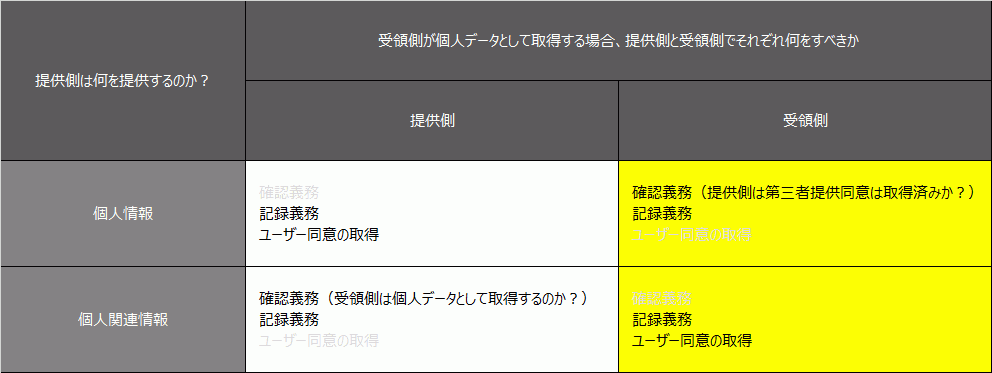 提供側は何を提供するのか？
受領側が個人データとして取得する場合、提供側と受領側でそれぞれ何をすべきか
提供側
受領側
個人情報
確認義務
記録義務
ユーザー同意の取得
確認義務（提供側は第三者提供同意は取得済みか？）
記録義務
ユーザー同意の取得
個人関連情報
確認義務（受領側は個人データとして取得するのか？）
記録義務
ユーザー同意の取得
確認義務
記録義務
ユーザー同意の取得